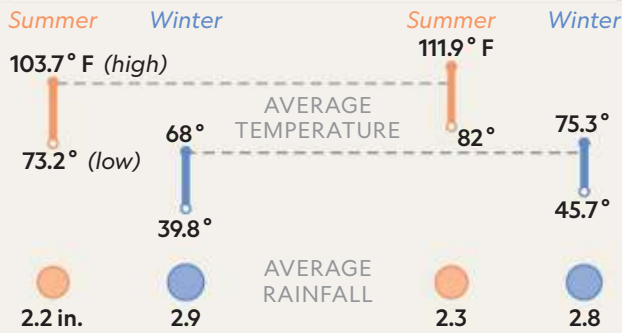 Summer Winter Summer Winter
103.7° F (high) 111.9° F
AVERAGE
TEMPERATURE
68° 82° 75.3°
73.2° (low)
39.8° 45.7°
AVERAGE
RAINFALL
2.2 in. 2.9 2.3 2.8